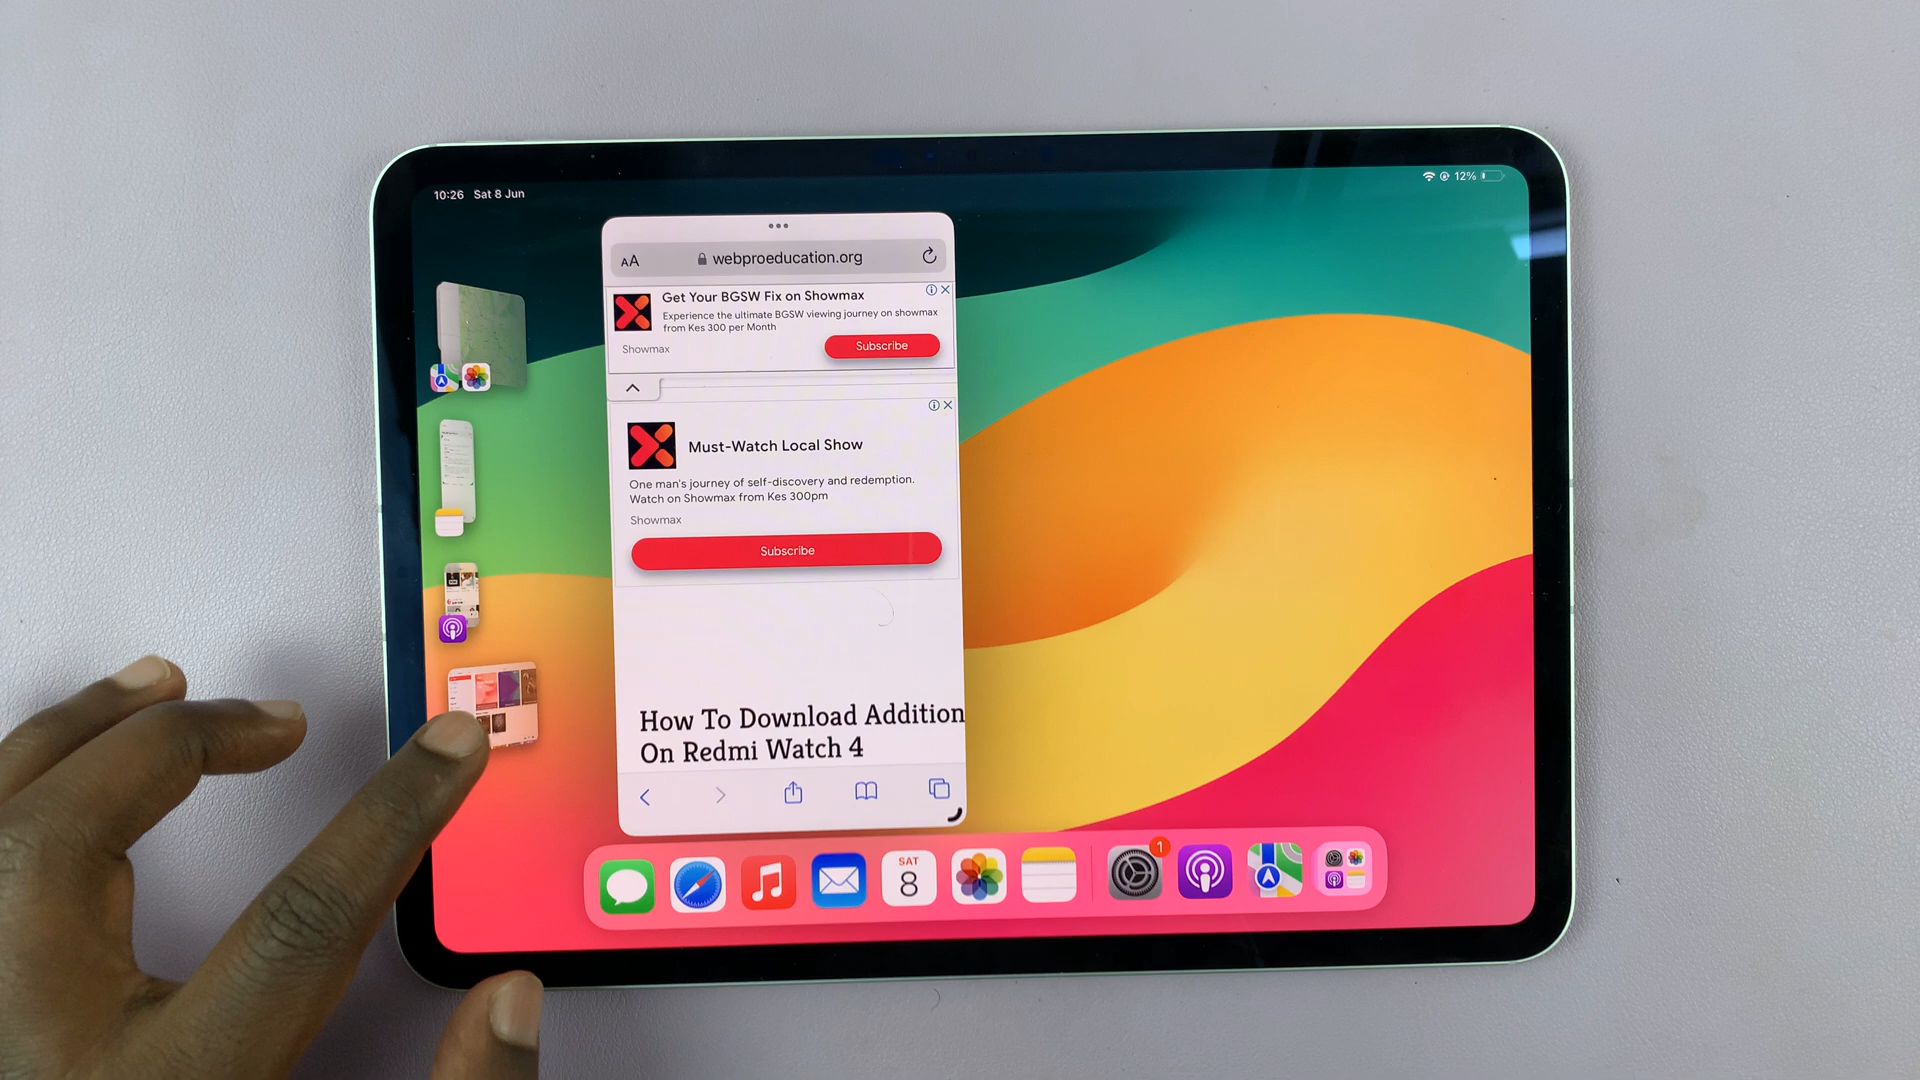 10:26 Sat 8 Jun
12%
AA webproeducation.org
Get Your BGSW Fix on Showmax
Experience the ultimate BGSW viewing journey on showmax
from Kes 300 per Month
Showmax
Subscribe
Must-Watch Local Show
One man's journey of self-discovery and redemption.
Watch on Showmax from Kes 300pm
Showmax
Subscribe
How To Download Addition
On Redmi Watch 4
1
SAT
8